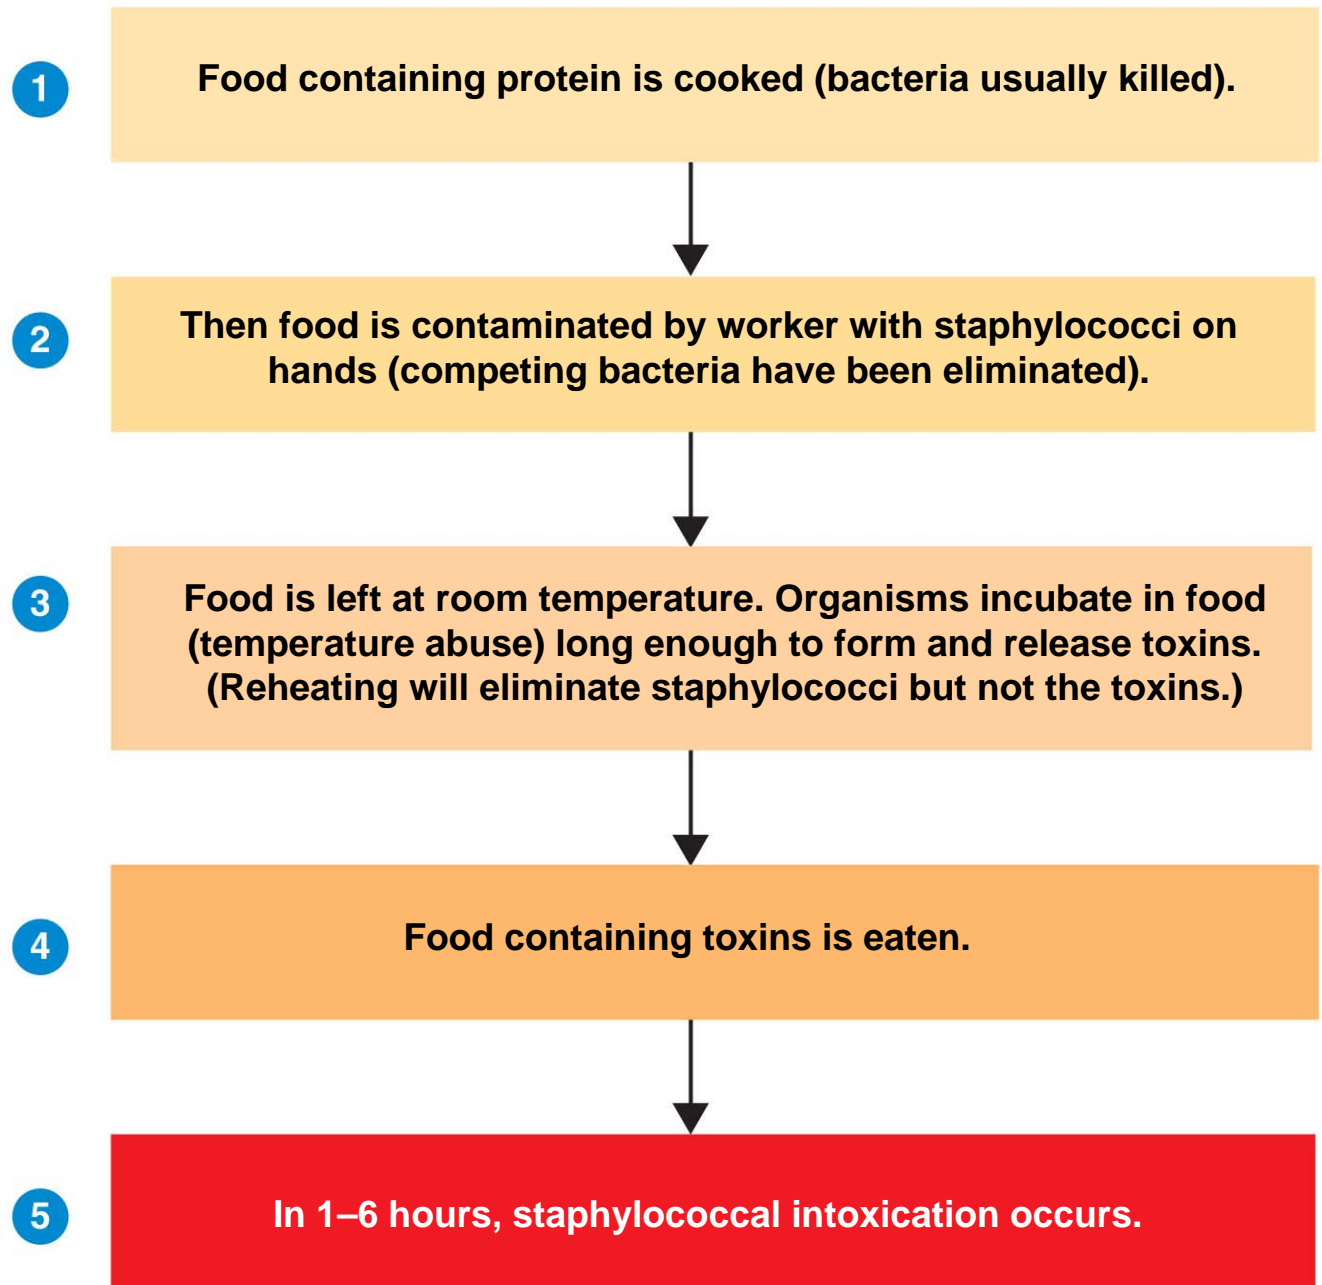 1
Food containing protein is cooked (bacteria usually killed).
2
Then food is contaminated by worker with staphylococci on
hands (competing bacteria have been eliminated).
3
Food is left at room temperature. Organisms incubate in food
(temperature abuse) long enough to form and release toxins.
(Reheating will eliminate staphylococci but not the toxins.)
4
Food containing toxins is eaten.
5
In 1–6 hours, staphylococcal intoxication occurs.